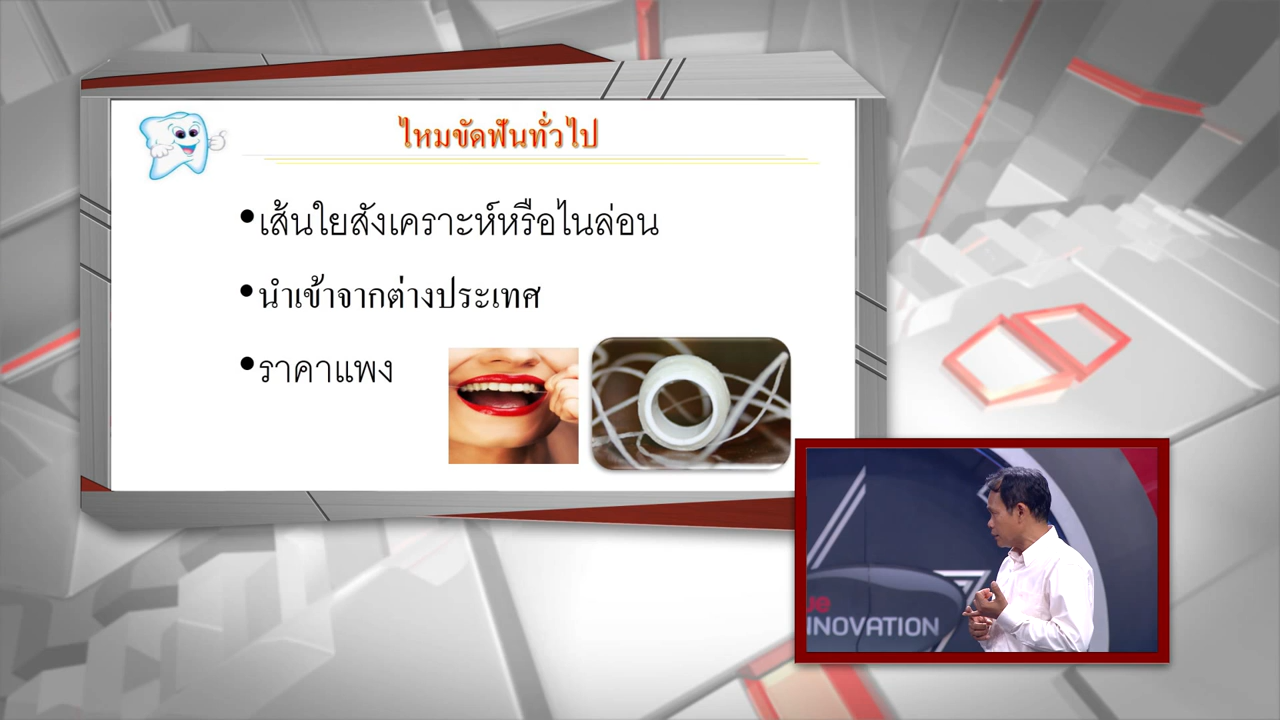 ไหมขัดฟันทั่วไป
•เส้นใยสังเคราะห์หรือไนล่อน
•นำเข้าจากต่างประเทศ
•ราคาแพง
ue
INNOVATION